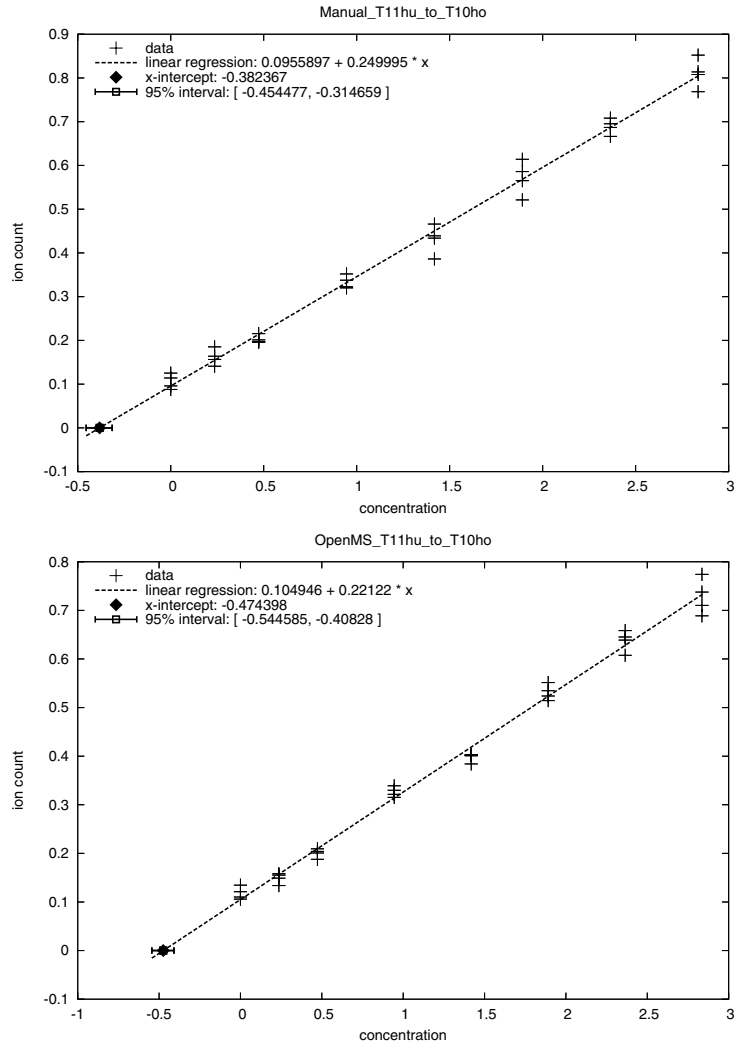 Manual_T11hu_to_T10ho
0.9
0.8
0.7
0.6
0.5
0.4
0.3
0.2
0.1
0
-0.1
ion count
data
linear regression: 0.0955897 + 0.249995 * x
x-intercept: -0.382367
95% interval: [ -0.454477, -0.314659 ]
-0.5 0 0.5 1 1.5 2 2.5 3
concentration
OpenMS_T11hu_to_T10ho
0.8
0.7
0.6
0.5
0.4
0.3
0.2
0.1
0
-0.1
ion count
data
linear regression: 0.104946 + 0.22122 * x
x-intercept: -0.474398
95% interval: [ -0.544585, -0.40828 ]
-1 -0.5 0 0.5 1 1.5 2 2.5 3
concentration